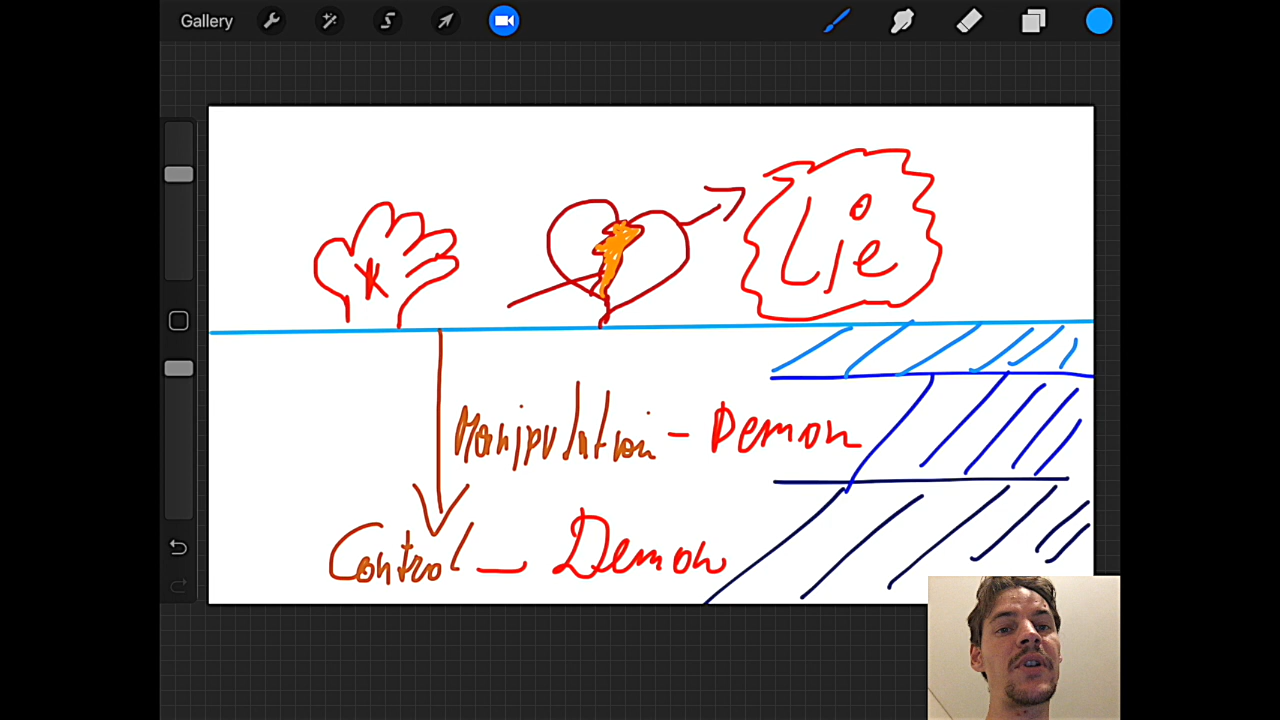 Gallery
Lie
Manipulation - Demon
Control - Demon